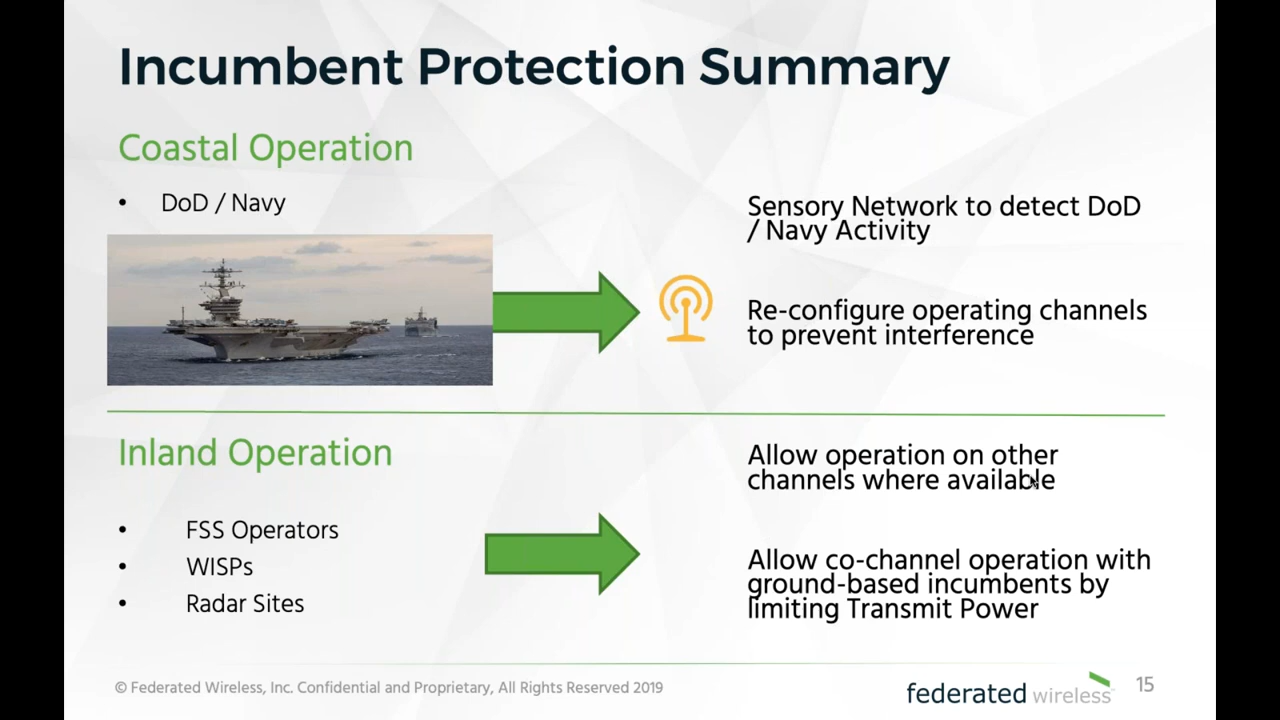 Incumbent Protection Summary
Coastal Operation
• DoD / Navy
Sensory Network to detect DoD
/ Navy Activity
Re-configure operating channels
to prevent interference
Inland Operation
• FSS Operators
• WISPs
• Radar Sites
Allow operation on other
channels where available
Allow co-channel operation with
ground-based incumbents by
limiting Transmit Power
© Federated Wireless, Inc. Confidential and Proprietary, All Rights Reserved 2019
federated wireless™
15